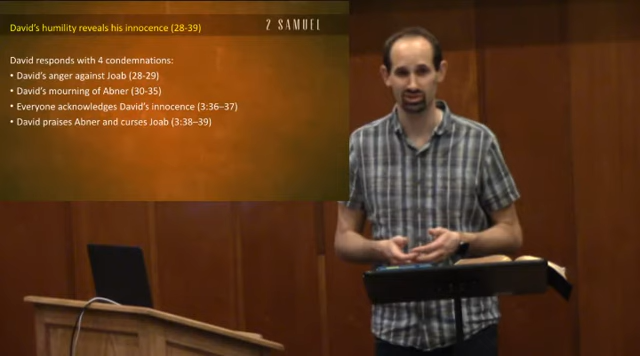 David's humility reveals his innocence (28-39)
2 SAMUEL
David responds with 4 condemnations:
• David's anger against Joab (28-29)
• David's mourning of Abner (30-35)
• Everyone acknowledges David's innocence (3:36–37)
• David praises Abner and curses Joab (3:38–39)